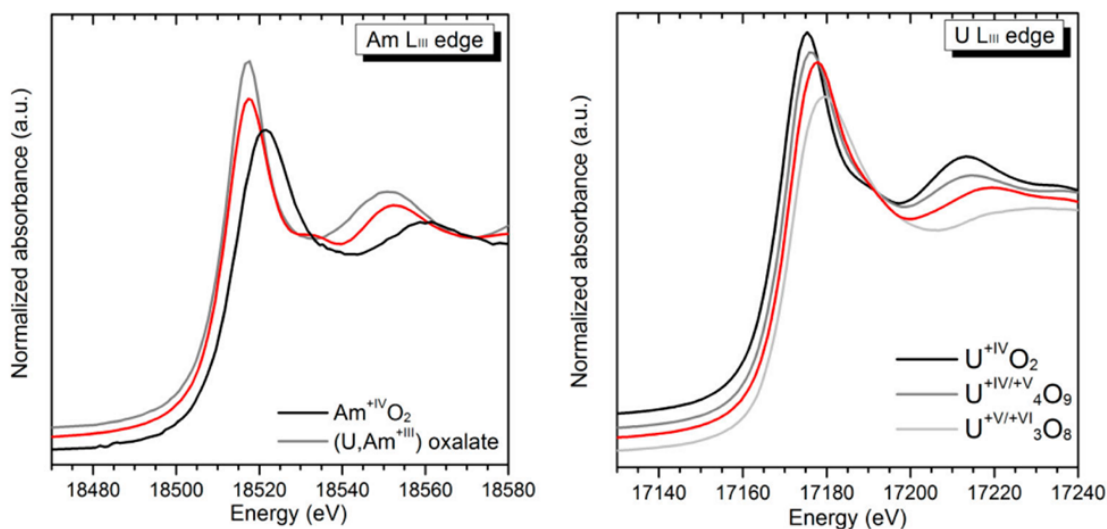 Am LIII edge
Normalized absorbance (a.u.)
Am+IVO2
(U,Am+III) oxalate
18480 18500 18520 18540 18560 18580
Energy (eV)
U LIII edge
Normalized absorbance (a.u.)
U+IVO2
U+IV/+V4O9
U+V/+VI3O8
17140 17160 17180 17200 17220 17240
Energy (eV)